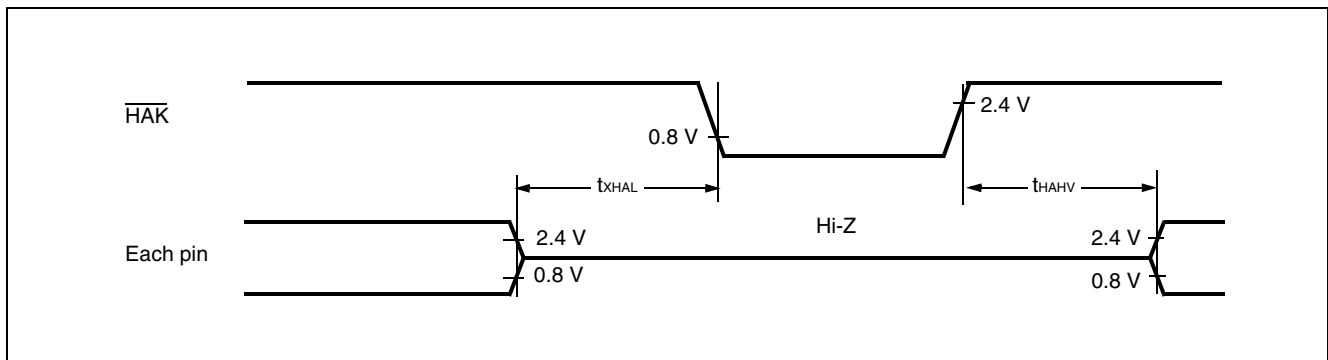 HAK
2.4 V
0.8 V
tXHAL
tHAHV
Hi-Z
Each pin
2.4 V
2.4 V
0.8 V
0.8 V